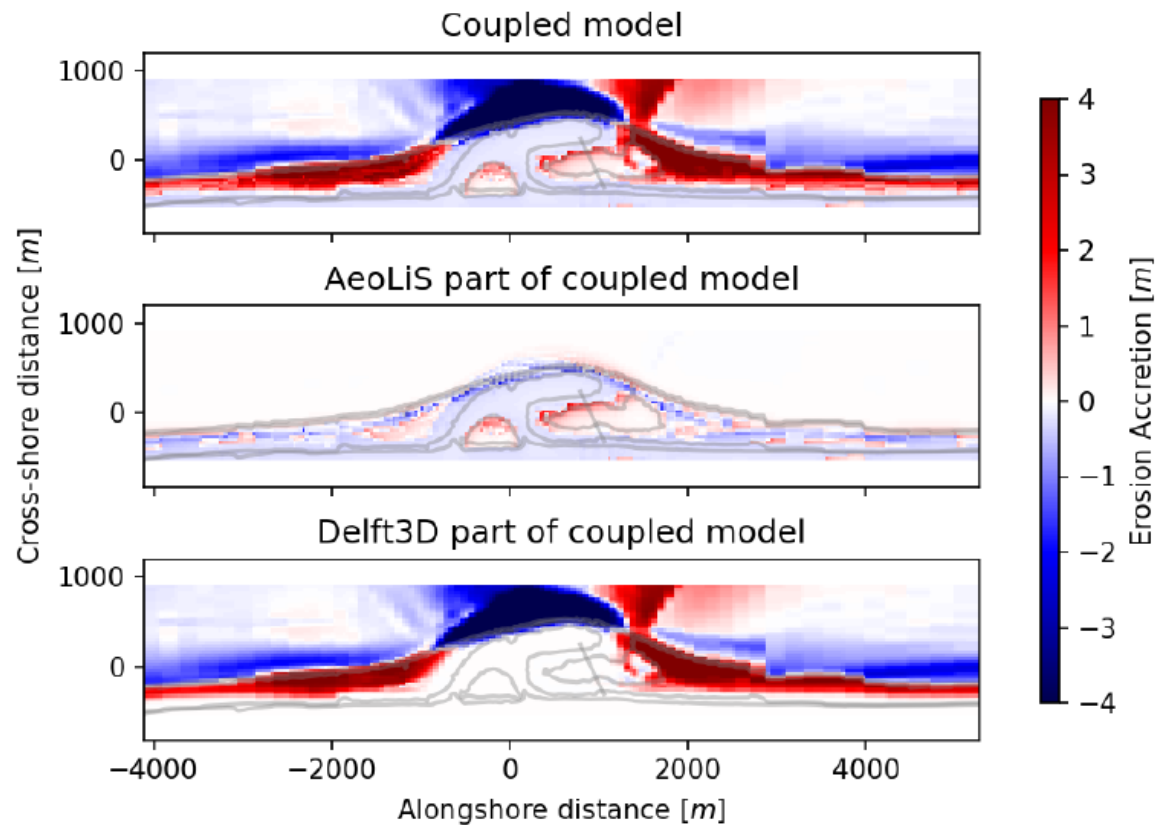 Coupled model
1000
0
AeoLiS part of coupled model
1000
0
Delft3D part of coupled model
1000
0
−4000 −2000 0 2000 4000
Alongshore distance [m]
Cross-shore distance [m]
4
3
2
1
0
−1
−2
−3
−4
Erosion Accretion [m]